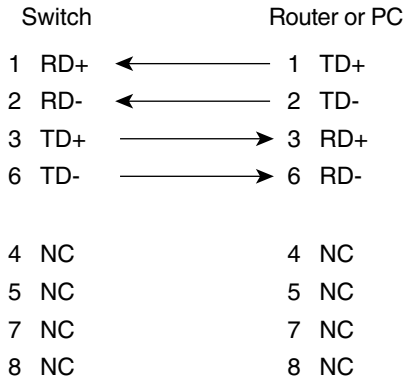 Switch Router or PC
1 RD+ 1 TD+
2 RD- 2 TD-
3 TD+ 3 RD+
6 TD- 6 RD-
4 NC 4 NC
5 NC 5 NC
7 NC 7 NC
8 NC 8 NC